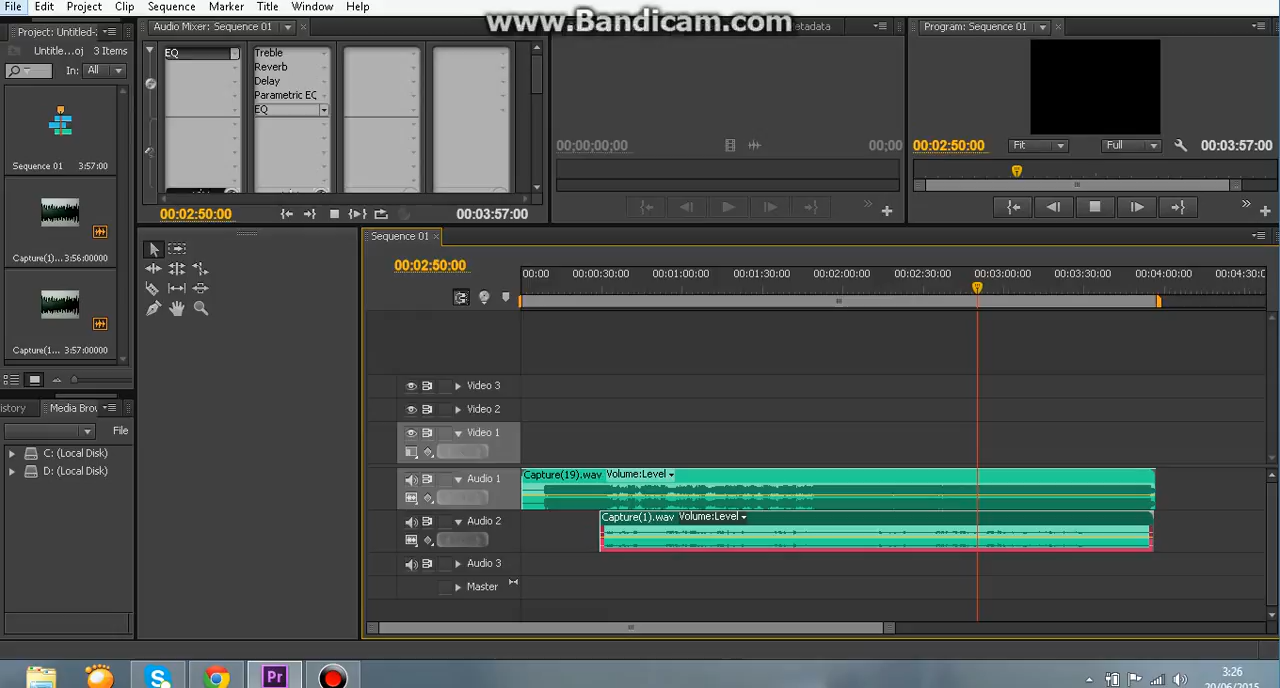 www.Bandicam.com
File Edit Project Clip Sequence Marker Title Window Help
Project: Untitled-
Untitle...oj 3 Items
In: All
Sequence 01 3:57:00
Capture(1)... 3:56:00000
Capture(1... 3:57:00000
Audio Mixer: Sequence 01
EQ
Treble
Reverb
Delay
Parametric EQ
EQ
00:02:50:00
00:03:57:00
etadata
00;00;00;00
00;00
Program: Sequence 01
00:02:50:00
Fit
Full
00:03:57:00
istory
Media Brou
File
C: (Local Disk)
D: (Local Disk)
Sequence 01
00:02:50:00
00:00 00:00:30:00 00:01:00:00 00:01:30:00 00:02:00:00 00:02:30:00 00:03:00:00 00:03:30:00 00:04:00:00 00:04:30:0
Video 3
Video 2
Video 1
Audio 1
Capture(19).wav Volume:Level
Audio 2
Capture(1).wav Volume:Level
Audio 3
Master
S
Pr
3:26
20/06/2015